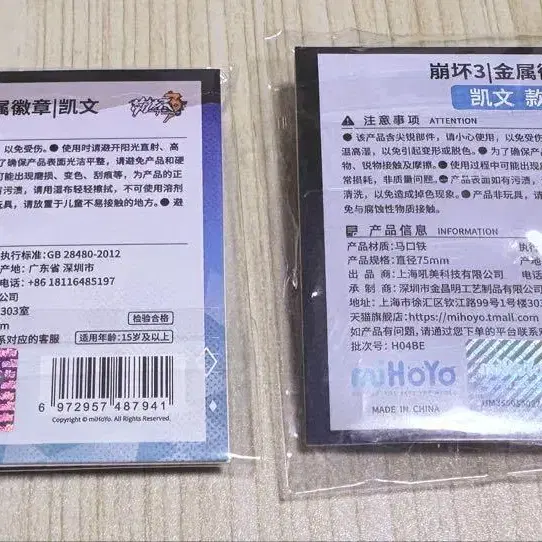 属徽章|凯文
崩坏3
以免受伤。● 使用时请避开阳光直射、高
了确保产品表面光洁平整，请避免产品和硬
可能出现磨损、变色、刮痕等，为产品的正
有污渍，请用湿布轻轻擦拭，不可使用溶剂
玩具，请放置于儿童不易接触的地方。● 避
执行标准:GB 28480-2012
产地: 广东省 深圳市
电话: +86 18116485197
公司
303室
om
系对应的客服
检验合格
适用年龄:15岁及以上
6 972957 487941
Copyright © miHoYo. All Rights Reserved.
崩坏3|金属徽
凯文 款
注意事项 ATTENTION
● 该产品含尖锐部件，请小心使用，以免受伤
温高湿，以免引起变形或脱色。● 为了确保产
物、锐物接触及摩擦。● 使用过程中可能出现
常损耗，非质量问题。● 产品表面如有污渍，
清洗，以免造成掉色现象。● 产品非玩具，请
免与腐蚀性物质接触。
产品信息 INFORMATION
产品材质: 马口铁
产品规格: 直径75mm
出 品 商: 上海吼美科技有限公司
承 制 商: 深圳市金昌明工艺制品有限公司
地 址: 上海市徐汇区钦江路99号1号楼303
天猫旗舰店:https://mihoyo.tmall.com
如产品有问题，请通过您下单的平台联系
批次号: H04BE
执行
产地
电
miHoYo
MADE IN CHINA